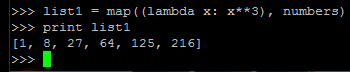 >>> list1 = map((lambda x: x**3), numbers)
>>> print list1
[1, 8, 27, 64, 125, 216]
>>>